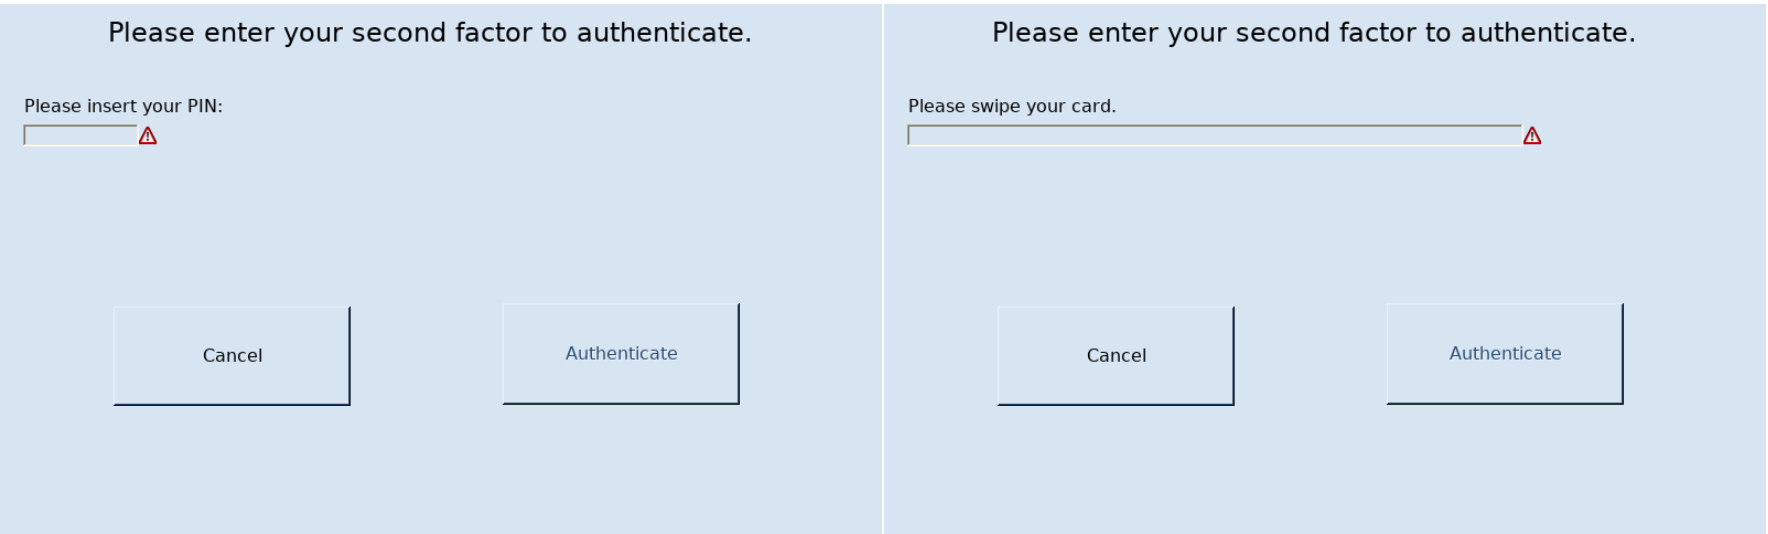 Please enter your second factor to authenticate.
Please insert your PIN:
Cancel
Authenticate
Please enter your second factor to authenticate.
Please swipe your card.
Cancel
Authenticate